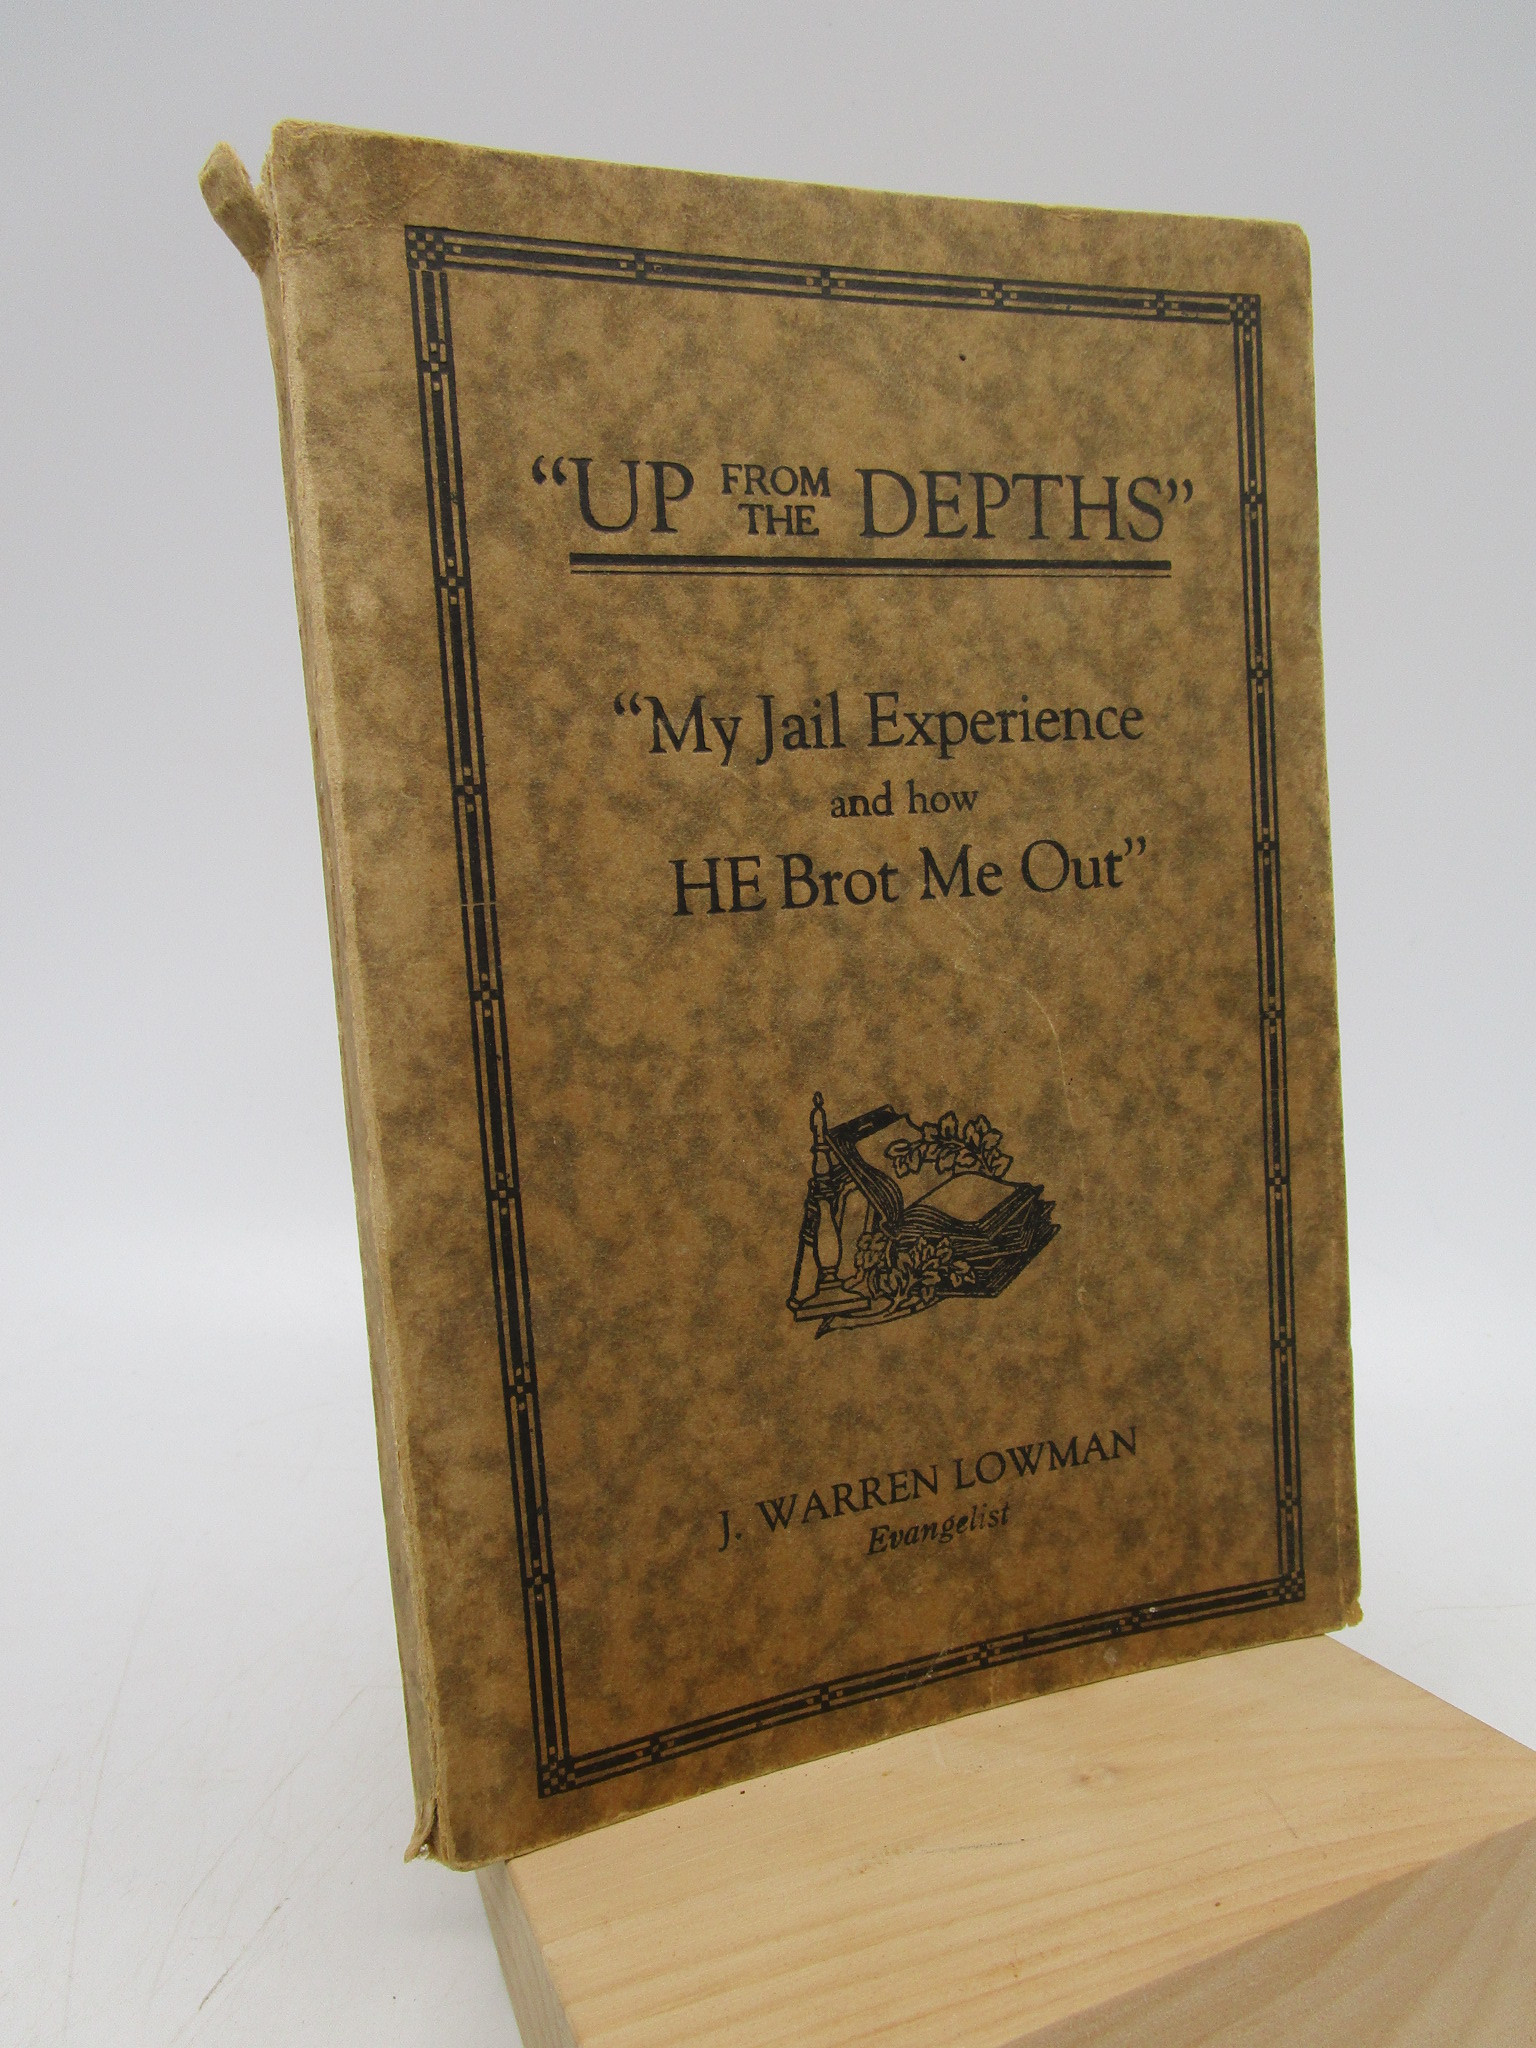 “UP FROM THE DEPTHS”
“My Jail Experience
and how
HE Brot Me Out”
J. WARREN LOWMAN
Evangelist